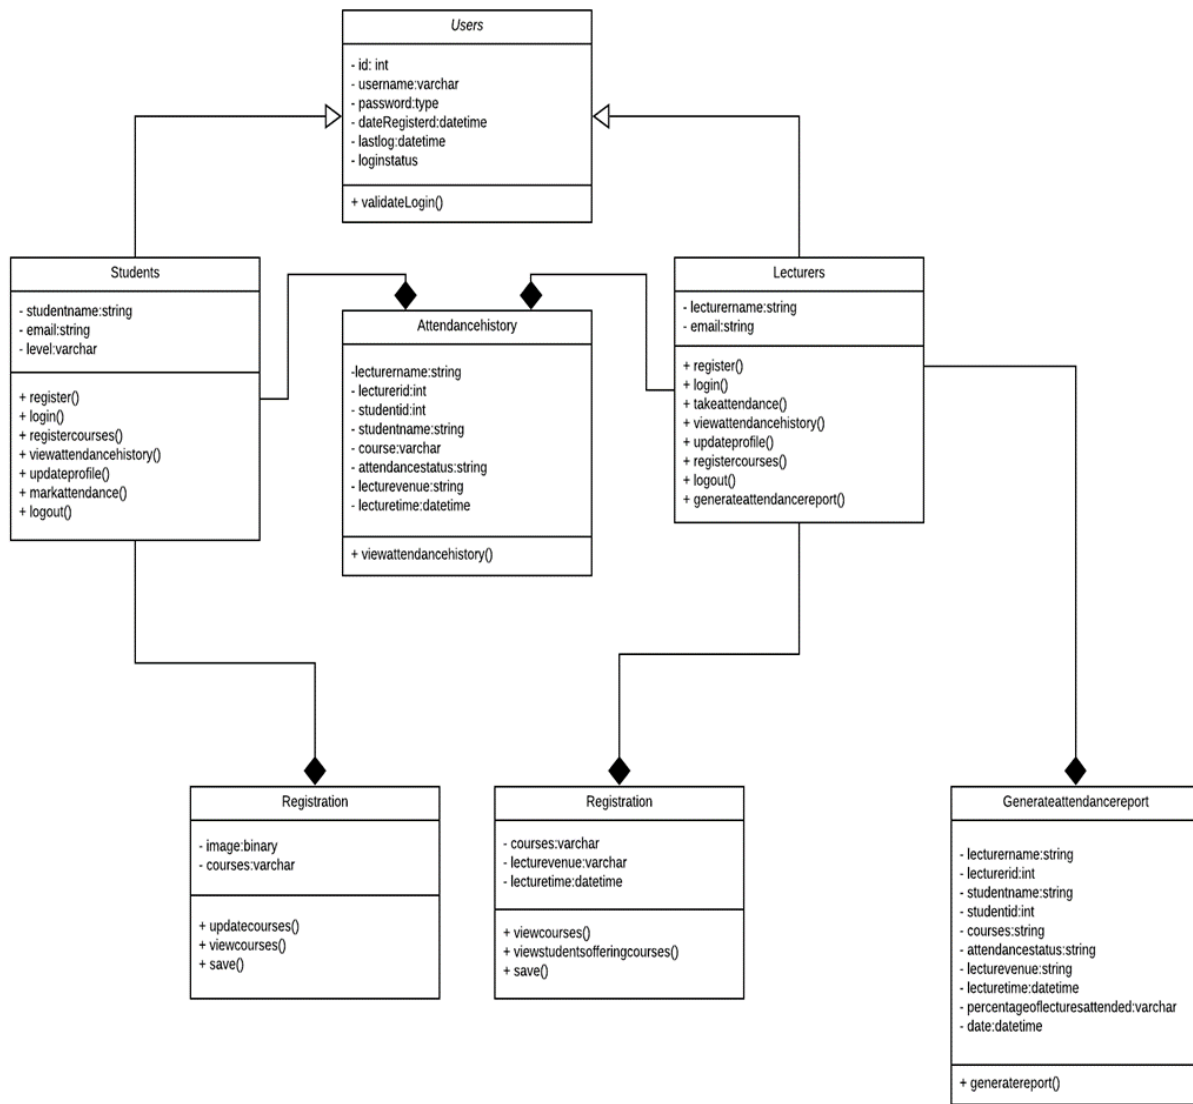 Users
- id: int
- username:varchar
- password:type
- dateRegisterd:datetime
- lastlog:datetime
- loginstatus
+ validateLogin()
Students
- studentname:string
- email:string
- level:varchar
+ register()
+ login()
+ registercourses()
+ viewattendancehistory()
+ updateprofile()
+ markattendance()
+ logout()
Attendancehistory
-lecturername:string
- lecturerid:int
- studentid:int
- studentname:string
- course:varchar
- attendancestatus:string
- lecturevenue:string
- lecturetime:datetime
+ viewattendancehistory()
Lecturers
- lecturername:string
- email:string
+ register()
+ login()
+ takeattendance()
+ viewattendancehistory()
+ updateprofile()
+ registercourses()
+ logout()
+ generateattendancereport()
Registration
- image:binary
- courses:varchar
+ updatecourses()
+ viewcourses()
+ save()
Registration
- courses:varchar
- lecturevenue:varchar
- lecturetime:datetime
+ viewcourses()
+ viewstudentsofferingcourses()
+ save()
Generateattendancereport
- lecturername:string
- lecturerid:int
- studentname:string
- studentid:int
- courses:string
- attendancestatus:string
- lecturevenue:string
- lecturetime:datetime
- percentageoflecturesattended:varchar
- date:datetime
+ generatereport()